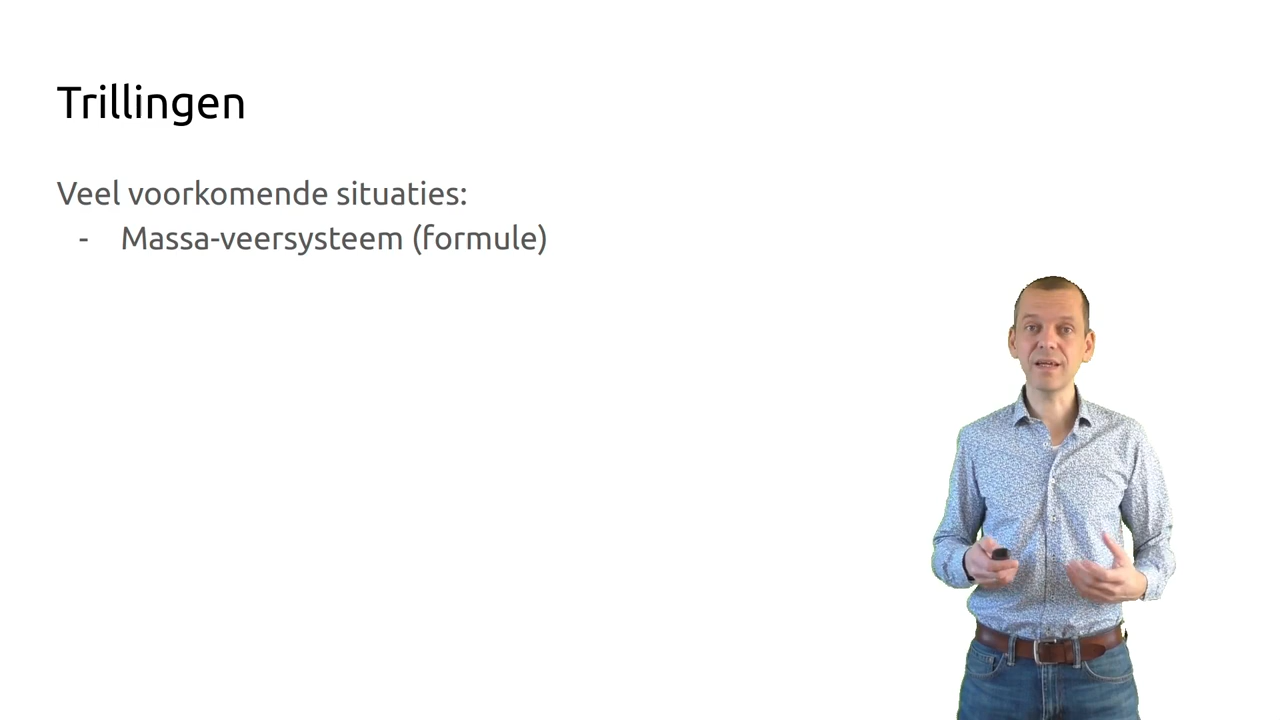 Trillingen
Veel voorkomende situaties:
- Massa-veersysteem (formule)